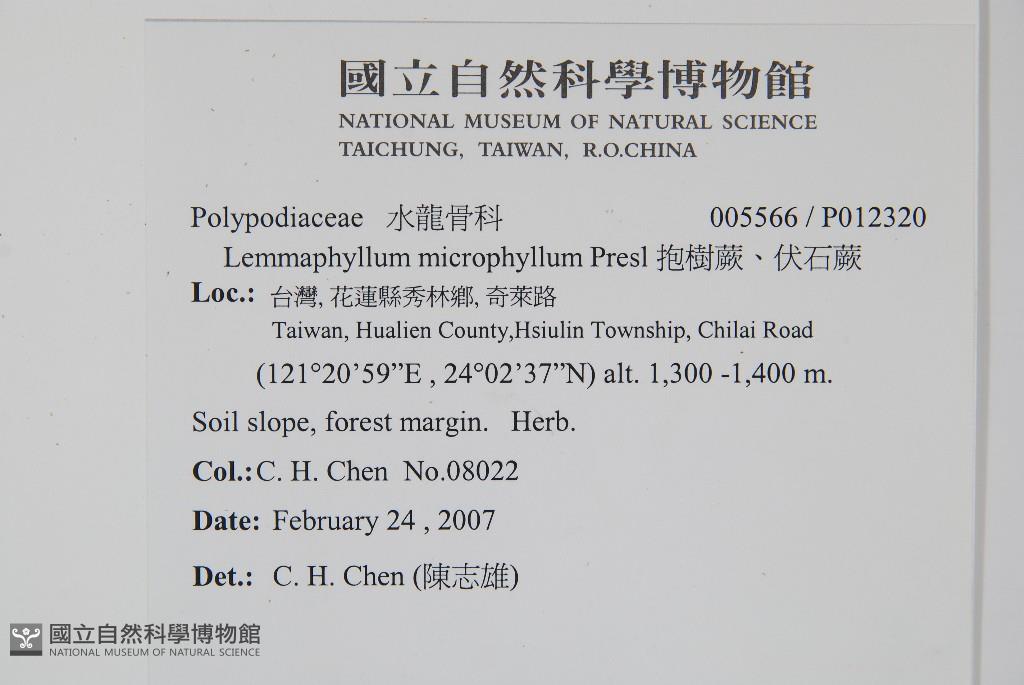 國立自然科學博物館
NATIONAL MUSEUM OF NATURAL SCIENCE
TAICHUNG, TAIWAN, R.O.CHINA
Polypodiaceae 水龍骨科 005566 / P012320
Lemmaphyllum microphyllum Presl 抱樹蕨、伏石蕨
Loc.: 台灣, 花蓮縣秀林鄉, 奇萊路
Taiwan, Hualien County,Hsiulin Township, Chilai Road
(121°20’59”E , 24°02’37”N) alt. 1,300 -1,400 m.
Soil slope, forest margin. Herb.
Col.: C. H. Chen No.08022
Date: February 24 , 2007
Det.: C. H. Chen (陳志雄)
國立自然科學博物館
NATIONAL MUSEUM OF NATURAL SCIENCE